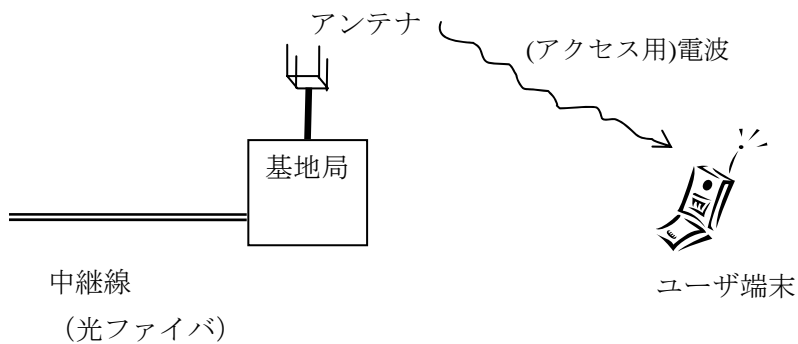 アンテナ
(アクセス用)電波
基地局
中継線
（光ファイバ）
ユーザ端末